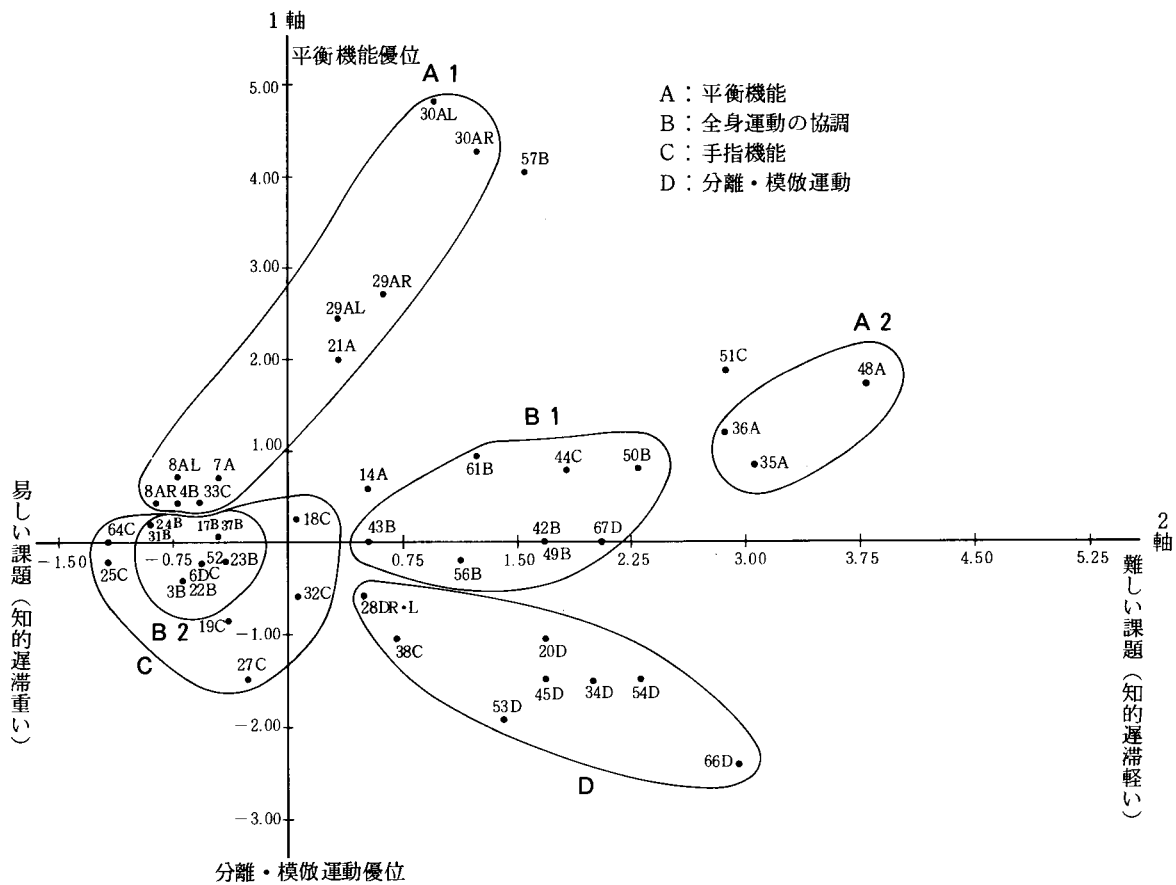 1 軸
平衡機能優位
A 1
5.00
30AL
30AR
57B
A：平衡機能
B：全身運動の協調
C：手指機能
D：分離・模倣運動
4.00
3.00
29AR
29AL
21A
2.00
A 2
51C
48A
36A
35A
B 1
1.00
61B
44C
50B
8AL
7A
14A
8AR
4B
33C
18C
43B
42B
67D
49B
56B
64C
24B
31B
17B
37B
2
軸
-1.50
-0.75
0.75
1.50
2.25
3.00
3.75
4.50
5.25
25C
52
C
23B
6D
3B
22B
B 2
19C
32C
27C
C
28DR・L
38C
20D
45D
34D
54D
53D
66D
D
-1.00
-2.00
-3.00
易しい課題（知的遅滞重い）
難しい課題（知的遅滞軽い）
分離・模倣運動優位